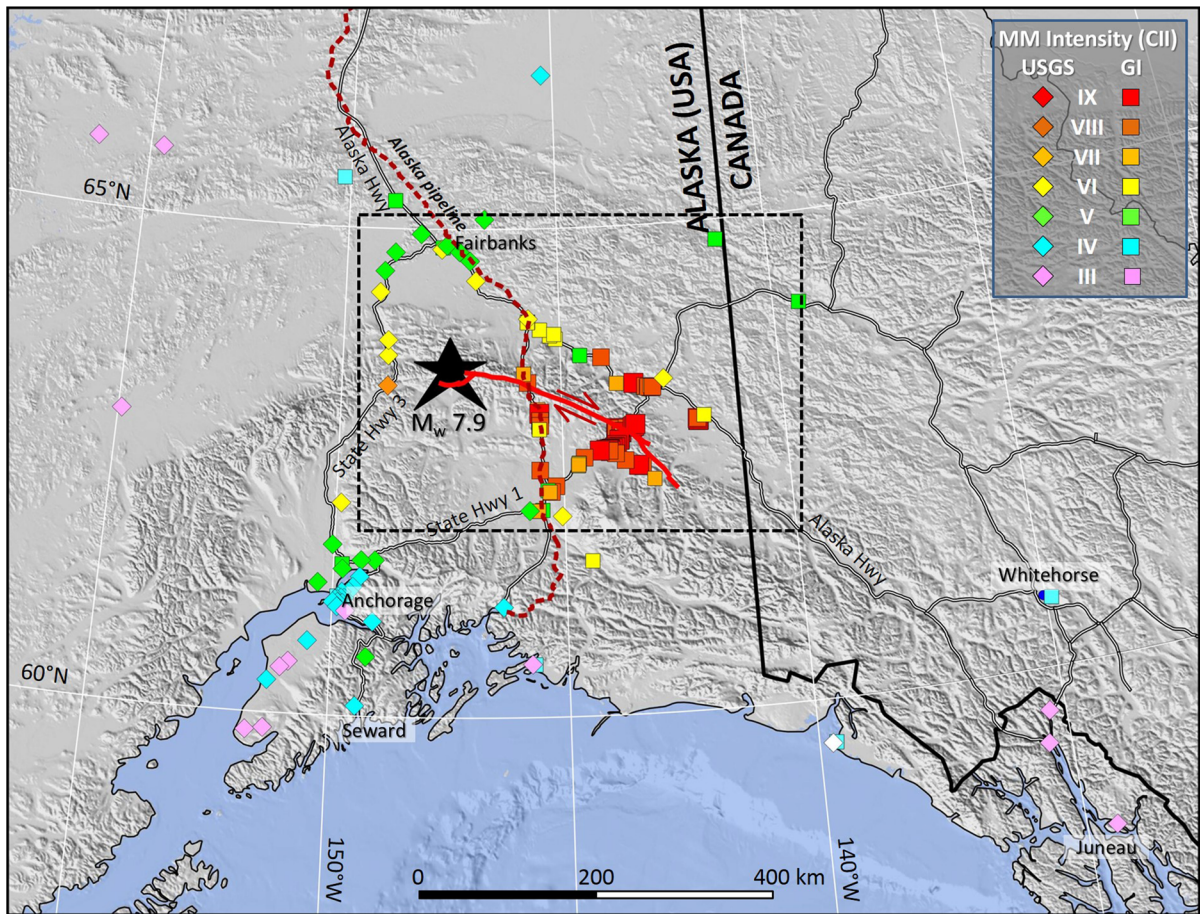 MM Intensity (CII)
USGS GI
IX
VIII
VII
VI
V
IV
III
ALASKA (USA)
CANADA
Alaska Hwy
Alaska pipeline
65°N
Fairbanks
Mw 7.9
State Hwy 3
State Hwy 1
Alaska Hwy
Whitehorse
Anchorage
60°N
Seward
Juneau
150°W
140°W
0 200 400 km